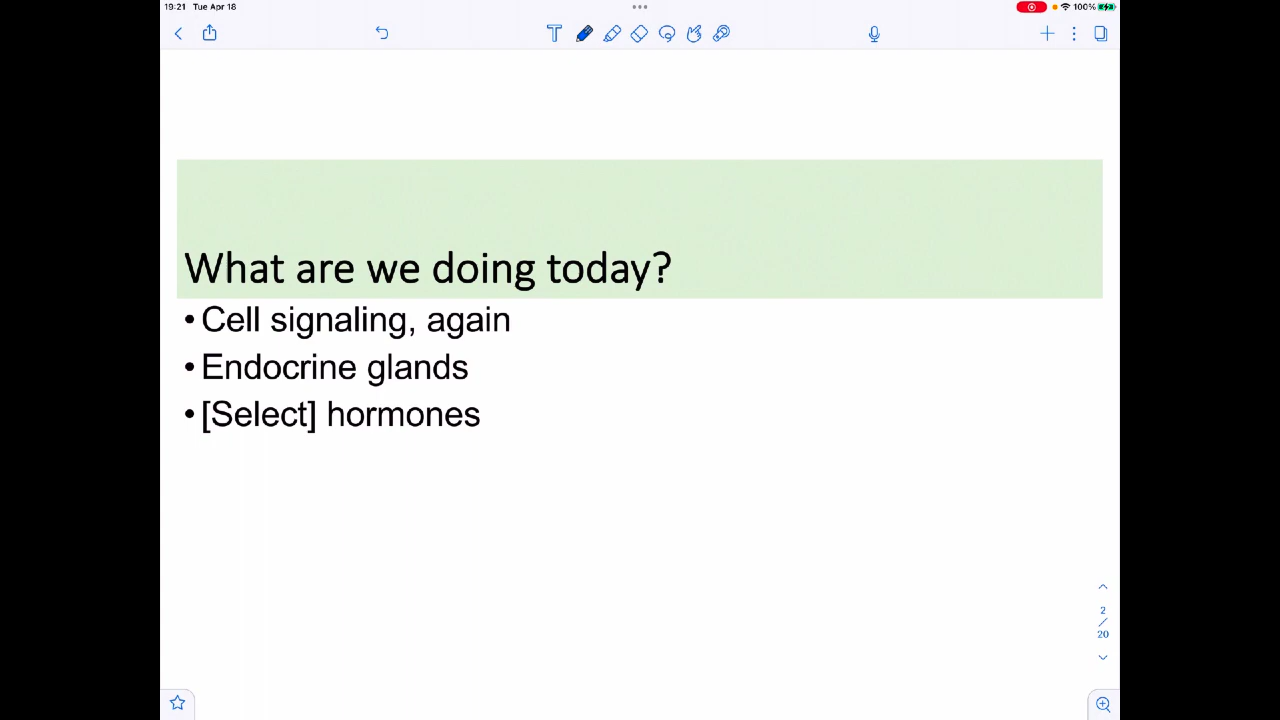 19:21 Tue Apr 18
100%
T
What are we doing today?
• Cell signaling, again
• Endocrine glands
• [Select] hormones
2
/
20